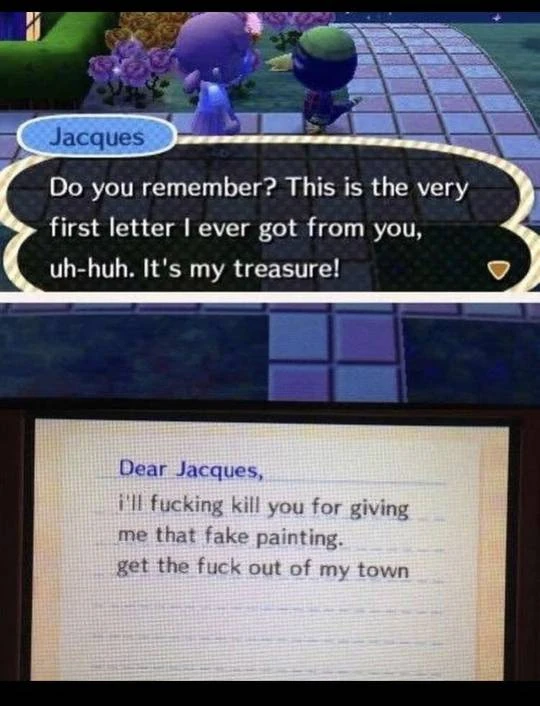 Jacques
Do you remember? This is the very
first letter I ever got from you,
uh-huh. It's my treasure!
Dear Jacques,
i'll fucking kill you for giving
me that fake painting.
get the fuck out of my town